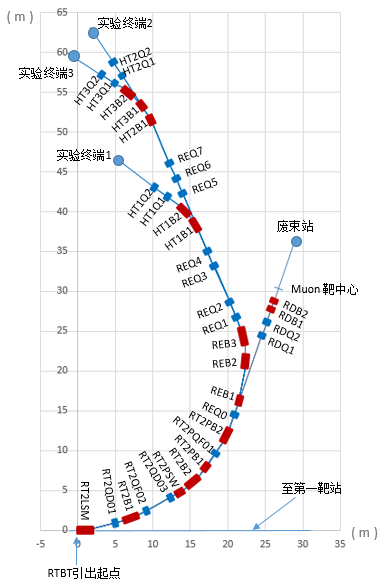 (m)
65
60
55
50
45
40
35
30
25
20
15
10
5
0
-5
0
5
10
15
20
25
30
35
40
(m)
实验终端2
实验终端3
HT2Q2
HT2Q1
HT3Q2
HT3Q1
HT3B2
HT3B1
HT2B1
REQ7
REQ6
REQ5
实验终端1
HT1Q2
HT1Q1
HT1B2
HT1B1
废束站
REQ4
REQ3
Muon 靶中心
RDB2
RDB1
RDQ2
RDQ1
REQ2
REQ1
REB3
REB2
REB1
REQ0
RT2PB2
RT2PQF01
RT2PB1
RT2B2
RT2PSW
RT2QD03
RT2QF02
RT2B1
RT2QD01
RT2LSM
至第一靶站
RTBT引出起点